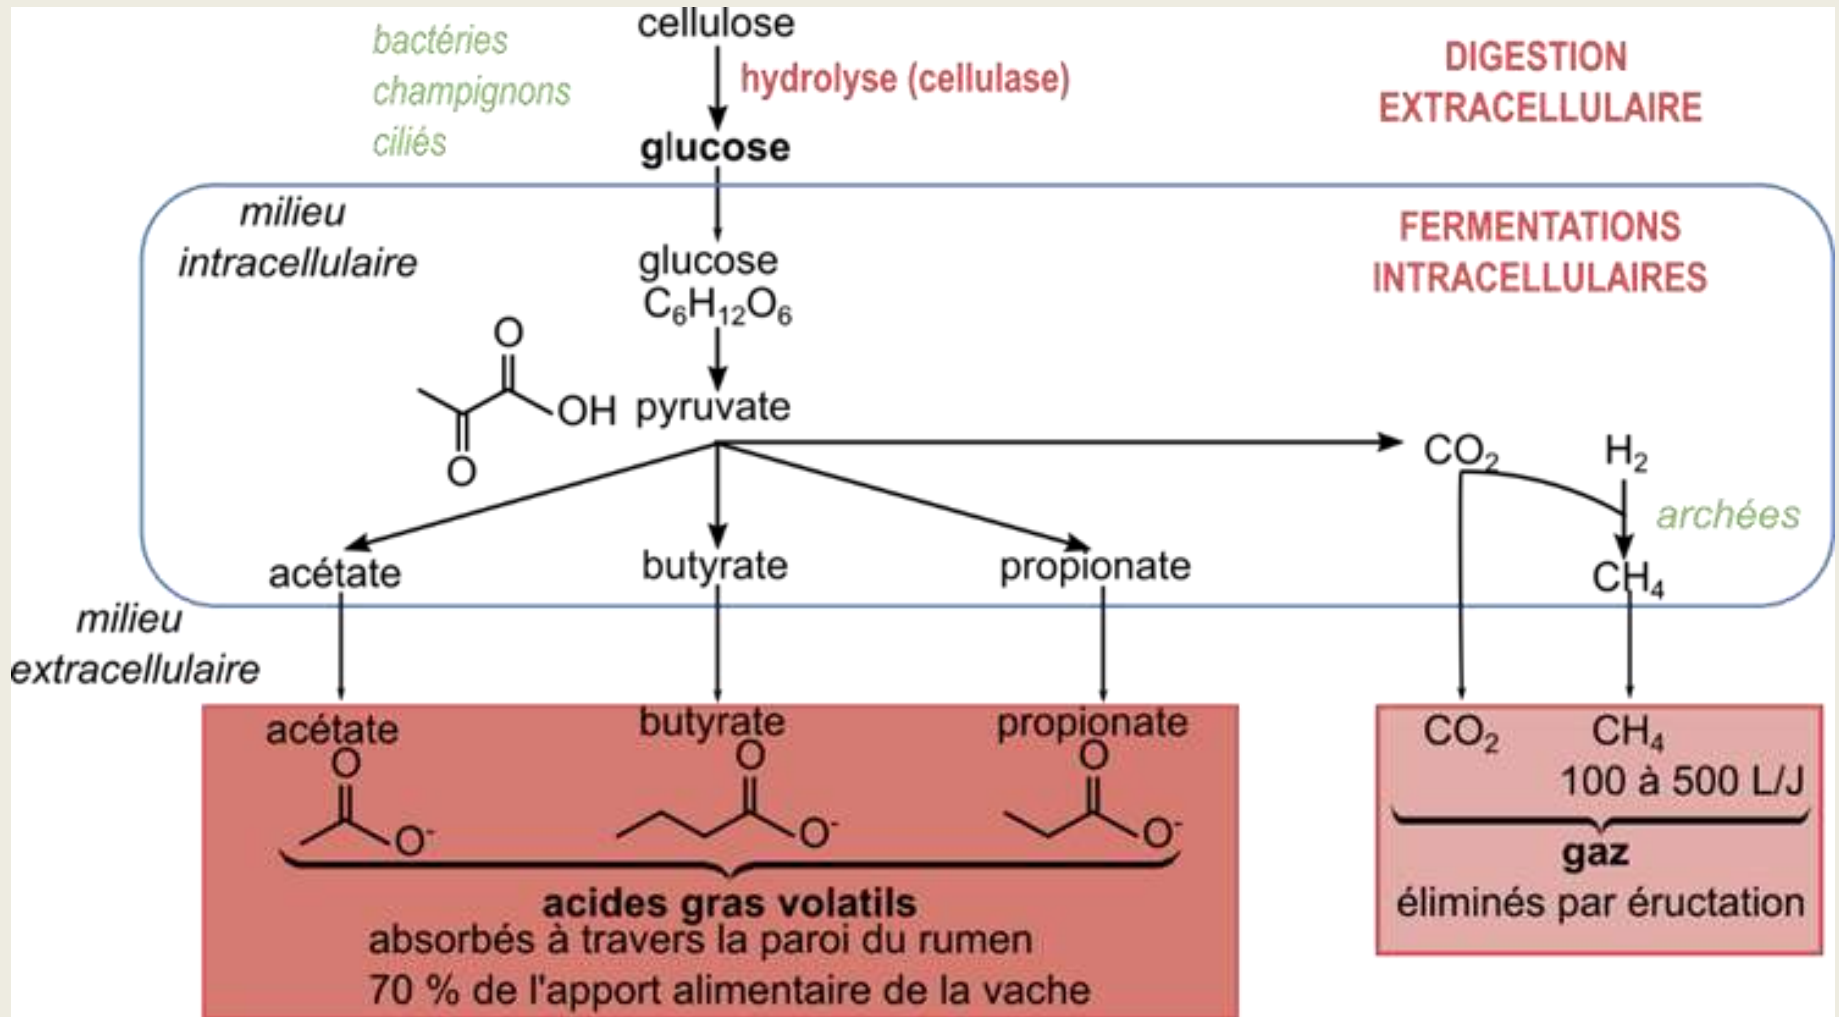 cellulose
bactéries
champignons
ciliés
hydrolyse (cellulase)
DIGESTION
EXTRACELLULAIRE
glucose
milieu
intracellulaire
FERMENTATIONS
INTRACELLULAIRES
glucose
C₆H₁₂O₆
O
OH
O
pyruvate
CO₂
H₂
archées
acétate
butyrate
propionate
CH₄
milieu
extracellulaire
acétate
butyrate
propionate
O
O⁻
O
O⁻
O
O⁻
acides gras volatils
absorbés à travers la paroi du rumen
70 % de l'apport alimentaire de la vache
CO₂
CH₄
100 à 500 L/J
gaz
éliminés par éructation